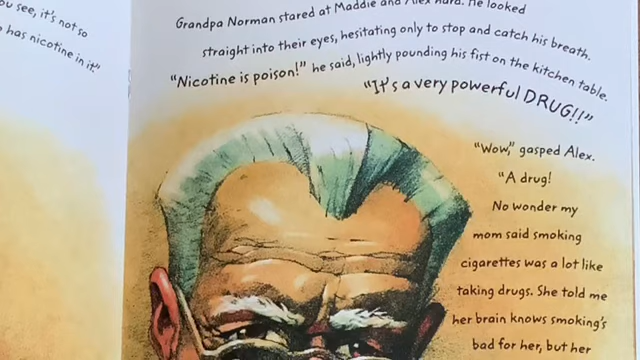 ou see, it's not so
has nicotine in it."
Grandpa Norman stared at Maddie and Alex hard. He looked
straight into their eyes, hesitating only to stop and catch his breath.
"Nicotine is poison!" he said, lightly pounding his fist on the kitchen table.
"It's a very powerful DRUG!!"
"Wow," gasped Alex.
"A drug!
No wonder my
mom said smoking
cigarettes was a lot like
taking drugs. She told me
her brain knows smoking's
bad for her, but her